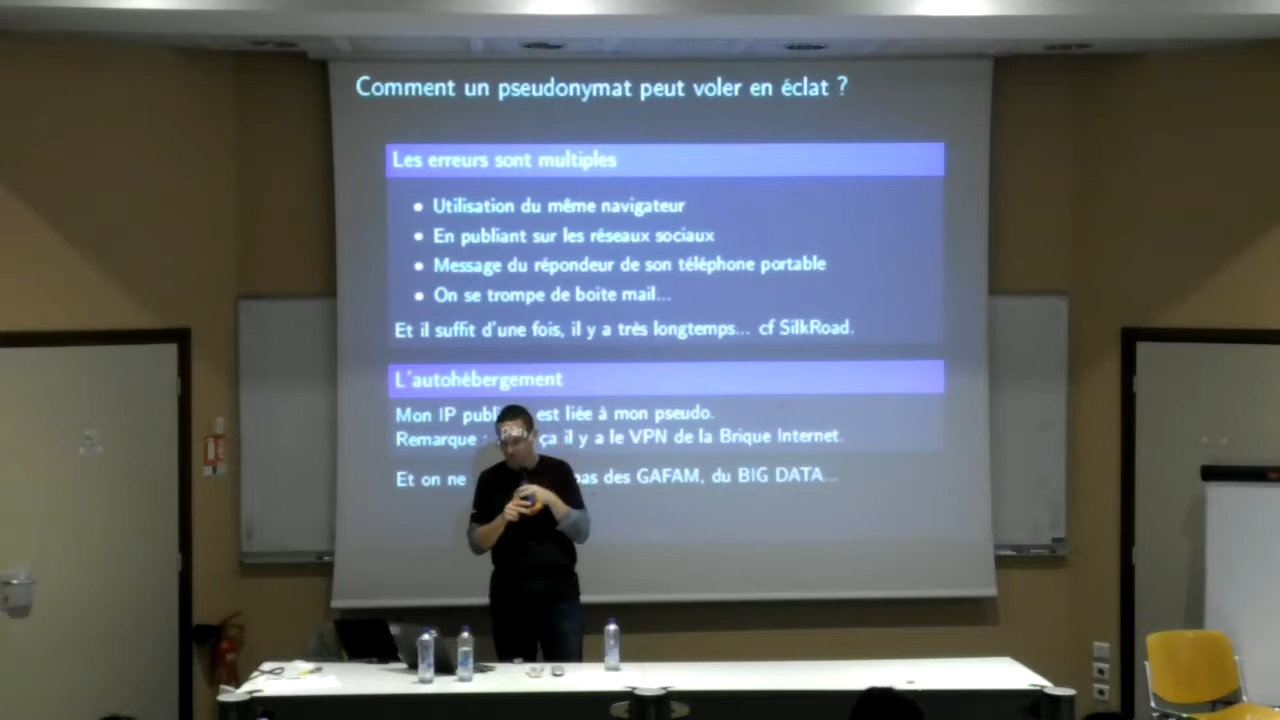 Comment un pseudonymat peut voler en éclat ?
Les erreurs sont multiples
• Utilisation du même navigateur
• En publiant sur les réseaux sociaux
• Message du répondeur de son téléphone portable
• On se trompe de boite mail...
Et il suffit d'une fois, il y a très longtemps... cf SilkRoad.
L'autohébergement
Mon IP publi est liée à mon pseudo.
Remarque : ça il y a le VPN de la Brique Internet.
Et on ne pas des GAFAM, du BIG DATA...